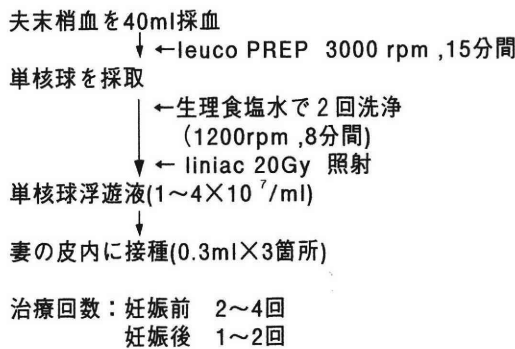 夫末梢血を40ml採血
←leuco PREP 3000 rpm ,15分間
単核球を採取
←生理食塩水で2回洗浄
(1200rpm ,8分間)
← liniac 20Gy 照射
単核球浮遊液(1～4×10⁷/ml)
妻の皮内に接種(0.3ml×3箇所)
治療回数：妊娠前 2～4回
妊娠後 1～2回